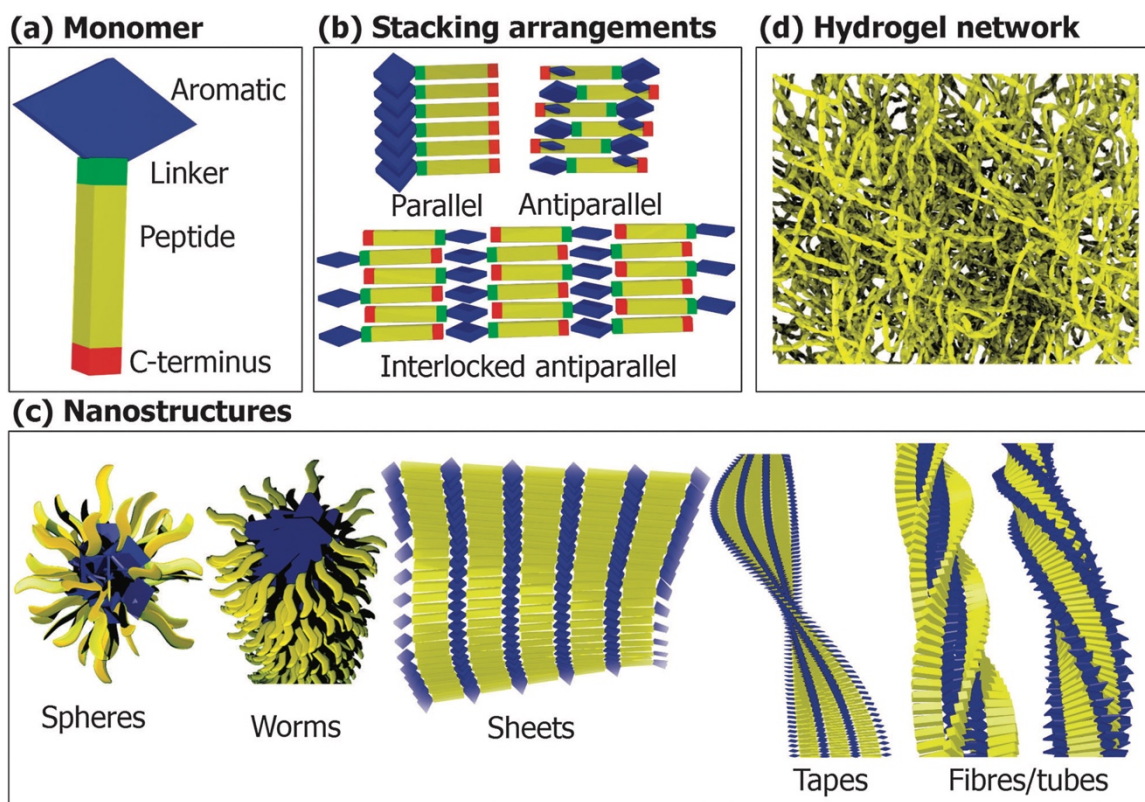 (a) Monomer
Aromatic
Linker
Peptide
C-terminus
(b) Stacking arrangements
Parallel
Antiparallel
Interlocked antiparallel
(d) Hydrogel network
(c) Nanostructures
Spheres
Worms
Sheets
Tapes
Fibres/tubes